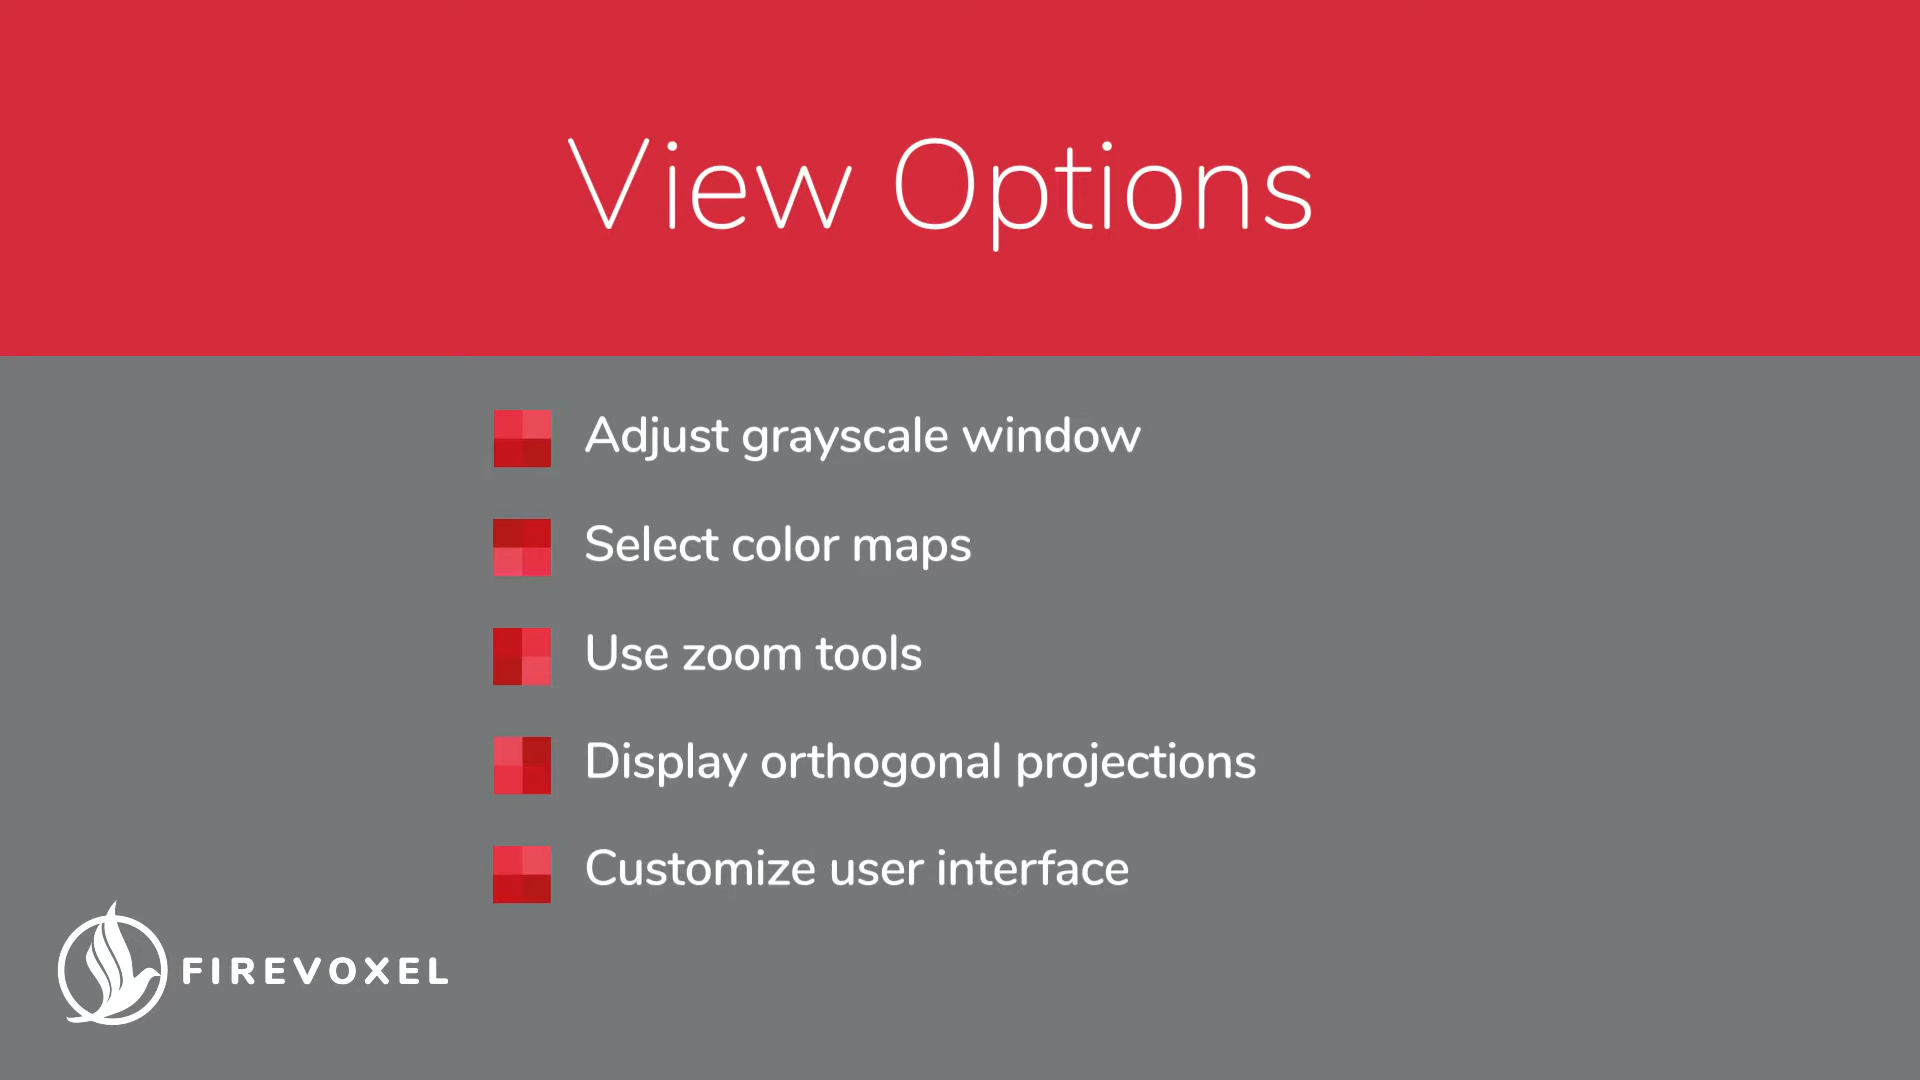 View Options
Adjust grayscale window
Select color maps
Use zoom tools
Display orthogonal projections
Customize user interface
FIREVOXEL